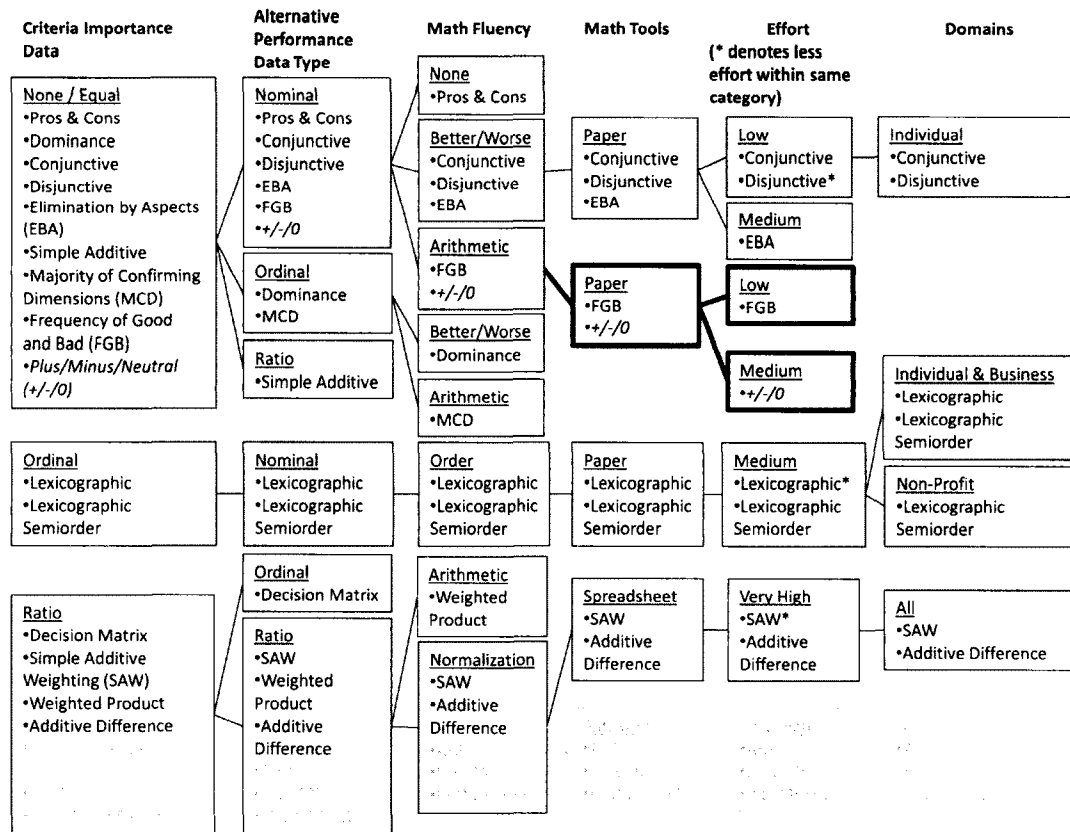 Criteria Importance
Data
Alternative
Performance
Data Type
Math Fluency
Math Tools
Effort
(* denotes less
effort within same
category)
Domains
None / Equal
•Pros & Cons
•Dominance
•Conjunctive
•Disjunctive
•Elimination by Aspects
(EBA)
•Simple Additive
•Majority of Confirming
Dimensions (MCD)
•Frequency of Good
and Bad (FGB)
•Plus/Minus/Neutral
(+/-/0)
Nominal
•Pros & Cons
•Conjunctive
•Disjunctive
•EBA
•FGB
•+/-/0
Ordinal
•Dominance
•MCD
Ratio
•Simple Additive
None
•Pros & Cons
Better/Worse
•Conjunctive
•Disjunctive
•EBA
Arithmetic
•FGB
•+/-/0
Better/Worse
•Dominance
Arithmetic
•MCD
Paper
•Conjunctive
•Disjunctive
•EBA
Paper
•FGB
•+/-/0
Low
•Conjunctive
•Disjunctive*
Medium
•EBA
Low
•FGB
Medium
•+/-/0
Individual
•Conjunctive
•Disjunctive
Individual & Business
•Lexicographic
•Lexicographic
Semiorder
Non-Profit
•Lexicographic
Semiorder
Ordinal
•Lexicographic
•Lexicographic
Semiorder
Nominal
•Lexicographic
•Lexicographic
Semiorder
Order
•Lexicographic
•Lexicographic
Semiorder
Paper
•Lexicographic
•Lexicographic
Semiorder
Medium
•Lexicographic*
•Lexicographic
Semiorder
Ratio
•Decision Matrix
•Simple Additive
Weighting (SAW)
•Weighted Product
•Additive Difference
Ordinal
•Decision Matrix
Ratio
•SAW
•Weighted
Product
•Additive
Difference
Arithmetic
•Weighted
Product
Normalization
•SAW
•Additive
Difference
Spreadsheet
•SAW
•Additive
Difference
Very High
•SAW*
•Additive
Difference
All
•SAW
•Additive Difference